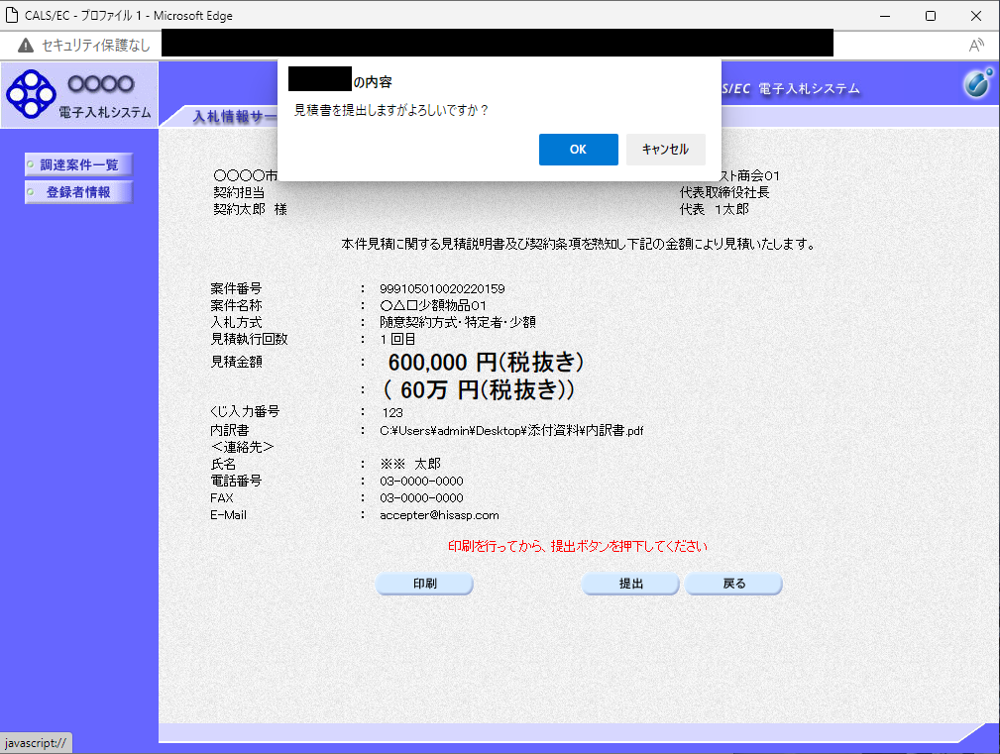 CALS/EC - プロファイル 1 - Microsoft Edge
セキュリティ保護なし
の内容
見積書を提出しますがよろしいですか？
OK
キャンセル
〇〇〇〇
電子入札システム
入札情報サー
S/EC 電子入札システム
調達案件一覧
登録者情報
〇〇〇〇市
契約担当
契約太郎 様
スト商会01
代表取締役社長
代表 1太郎
本件見積に関する見積説明書及び契約条項を熟知し下記の金額により見積いたします。
案件番号 ： 999105010020220159
案件名称 ： 〇△□少額物品01
入札方式 ： 随意契約方式・特定者・少額
見積執行回数 ： 1 回目
見積金額 ： 600,000 円(税抜き)
： ( 60万 円(税抜き))
くじ入力番号 ： 123
内訳書 ： C:¥Users¥admin¥Desktop¥添付資料¥内訳書.pdf
＜連絡先＞
氏名 ： ※※ 太郎
電話番号 ： 03-0000-0000
FAX ： 03-0000-0000
E-Mail ： accepter@hisasp.com
印刷を行ってから、提出ボタンを押下してください
印刷
提出
戻る
javascript://